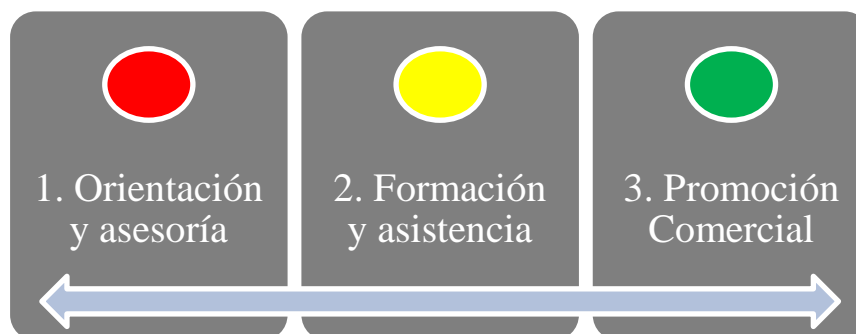 1. Orientación
y asesoría
2. Formación
y asistencia
3. Promoción
Comercial